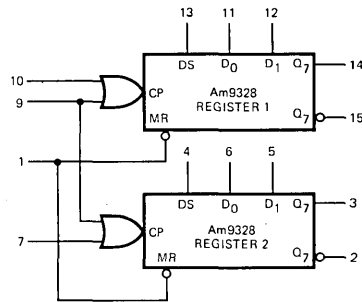 13 11 12
DS D0 D1 Q7 14
10
9
CP Am9328
REGISTER 1
MR
15
1
4 6 5
DS D0 D1 Q7 3
CP Am9328
REGISTER 2
7
MR Q7 2